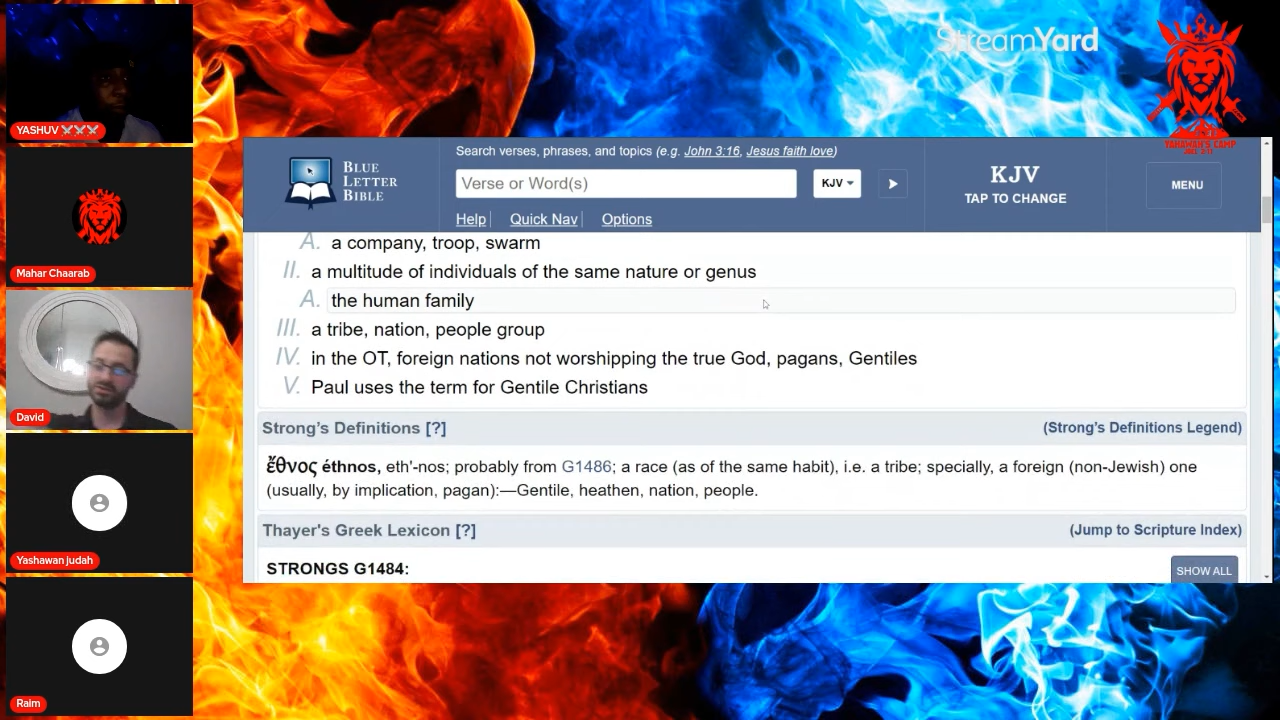 StreamYard
YAHAWAH'S CAMP
YASHUV ⚔⚔⚔
Mahar Chaarab
David
Yashawan judah
Raim
BLUE
LETTER
BIBLE
Search verses, phrases, and topics (e.g. John 3:16, Jesus faith love)
Verse or Word(s)
KJV
Help
Quick Nav
Options
KJV
TAP TO CHANGE
MENU
A. a company, troop, swarm
II. a multitude of individuals of the same nature or genus
A. the human family
III. a tribe, nation, people group
IV. in the OT, foreign nations not worshipping the true God, pagans, Gentiles
V. Paul uses the term for Gentile Christians
Strong's Definitions [?]
(Strong's Definitions Legend)
ἔθνος éthnos, eth'-nos; probably from G1486; a race (as of the same habit), i.e. a tribe; specially, a foreign (non-Jewish) one
(usually, by implication, pagan):—Gentile, heathen, nation, people.
Thayer's Greek Lexicon [?]
(Jump to Scripture Index)
STRONGS G1484:
SHOW ALL